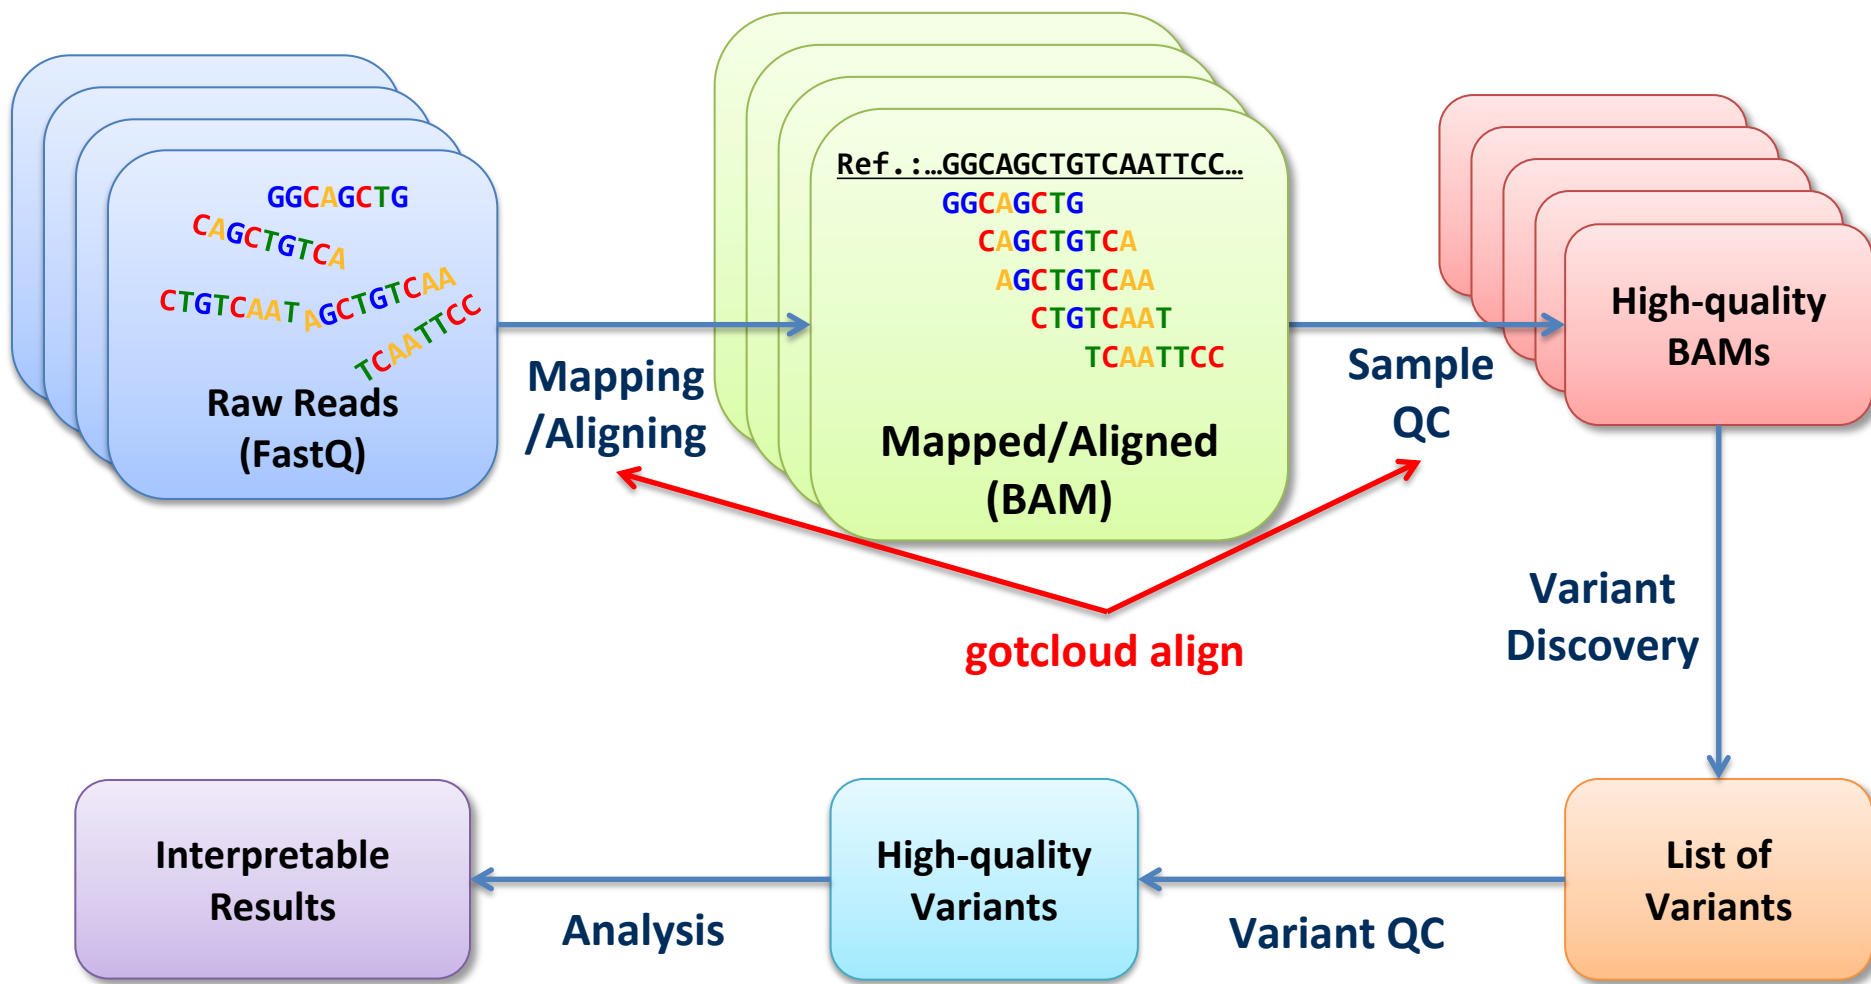 GGCAGCTG
CAGCTGTCA
CTGTCAAT
AGCTGTCAA
TCAATTCC
Raw Reads
(FastQ)
Mapping
/Aligning
Ref.:…GGCAGCTGTCAATTCC…
GGCAGCTG
CAGCTGTCA
AGCTGTCAA
CTGTCAAT
TCAATTCC
Mapped/Aligned
(BAM)
Sample
QC
High-quality
BAMs
gotcloud align
Variant
Discovery
Interpretable
Results
Analysis
High-quality
Variants
Variant QC
List of
Variants